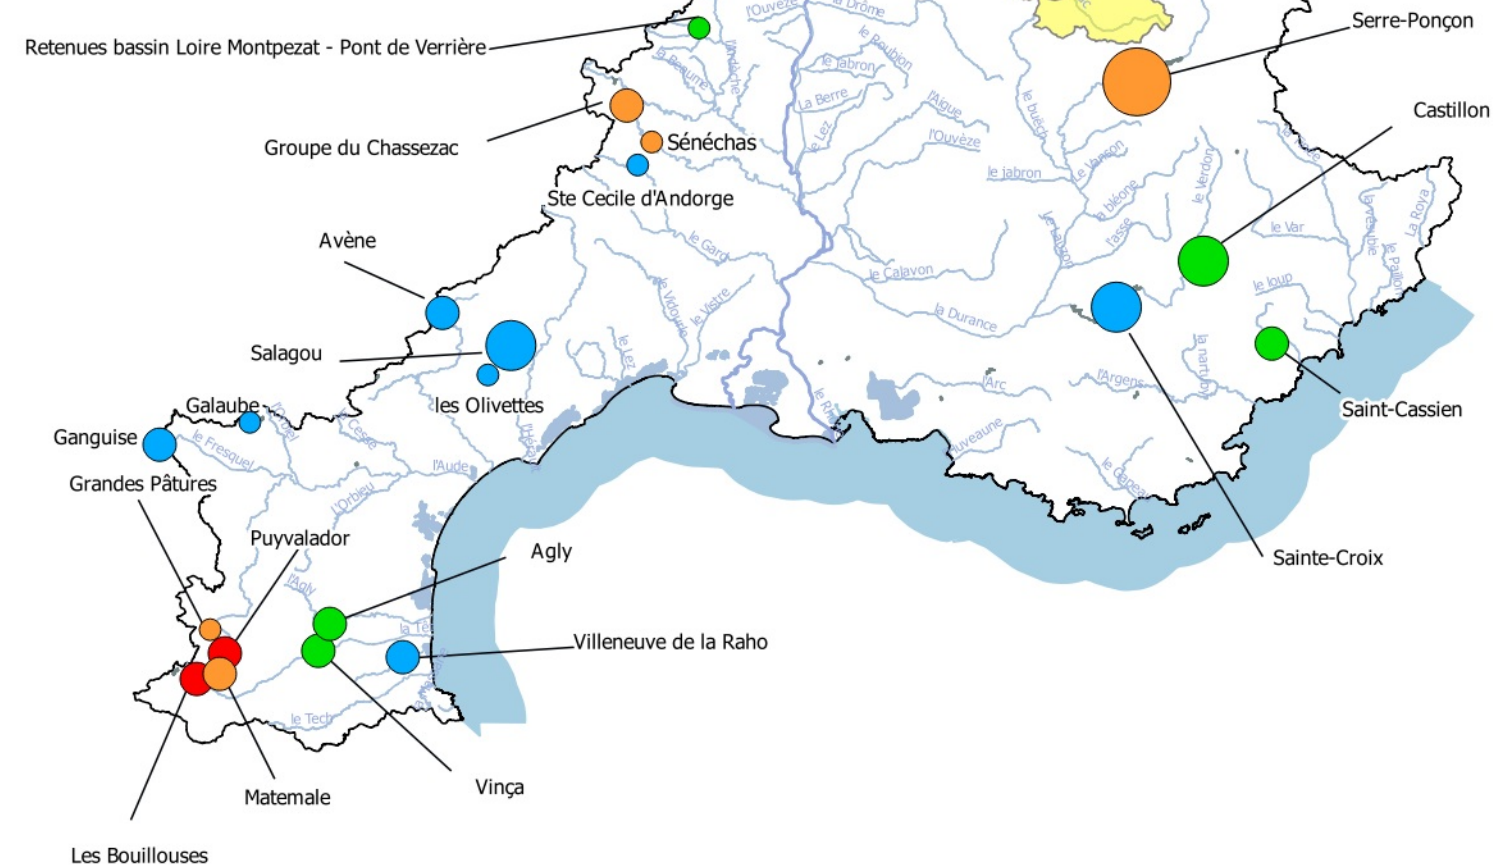 l'Ouvèze
la Drôme
Serre-Ponçon
Retenues bassin Loire Montpezat - Pont de Verrière
le Roubion
l'Ardèche
la Beaume
le Jabron
La Berre
l'Aigue
le buëch
Castillon
Groupe du Chassezac
Sénéchas
le Lez
l'Ouvèze
Le Vançon
le jabron
le Verdon
la bléone
Ste Cecile d'Andorge
La Roya
la vésubie
Avène
le Gard
l'asse
le Var
le Paillon
le Calavon
le loup
le Vidourle
le Vistre
la Durance
Salagou
le Lez
la nartuby
les Olivettes
l'Arc
l'Argens
Galaube
Saint-Cassien
Ganguise
le Fresquel
la Cesse
l'Hérault
l'Aude
le Gapeau
Grandes Pâtures
l'Orbieu
Puyvalador
Agly
Sainte-Croix
l'Agly
la Têt
Villeneuve de la Raho
le Tech
Vinça
Matemale
Les Bouillouses